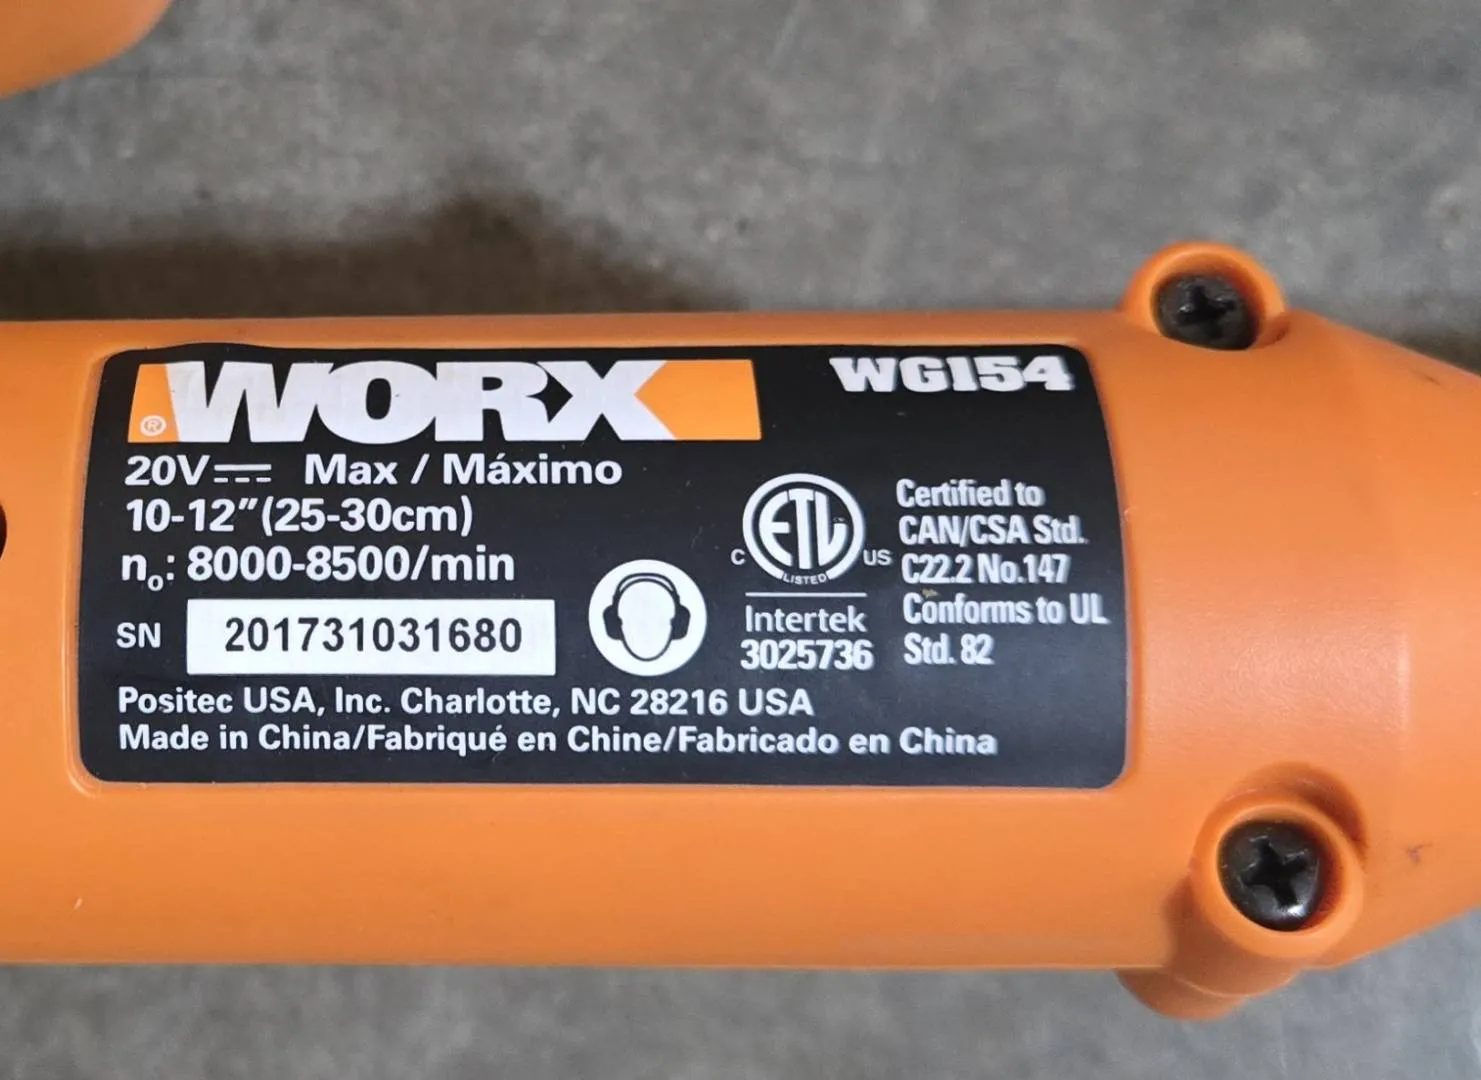 ® WORX
WG154
20V Max / Máximo
10-12″(25-30cm)
no: 8000-8500/min
SN 201731031680
ETL
C US
LISTED
Intertek
3025736
Certified to
CAN/CSA Std.
C22.2 No.147
Conforms to UL
Std. 82
Positec USA, Inc. Charlotte, NC 28216 USA
Made in China/Fabriqué en Chine/Fabricado en China